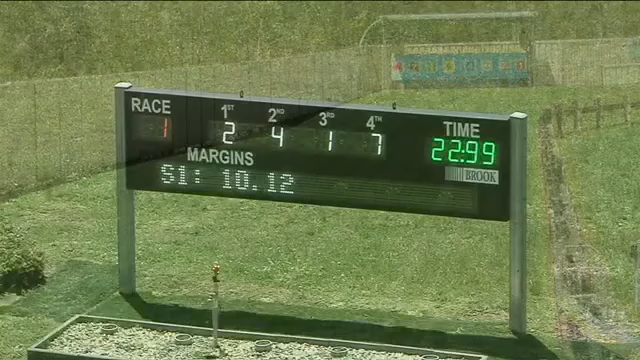 RACE 1ST 2ND 3RD 4TH TIME
1 2 4 1 7 22:99
MARGINS BROOK
S1: 10.12